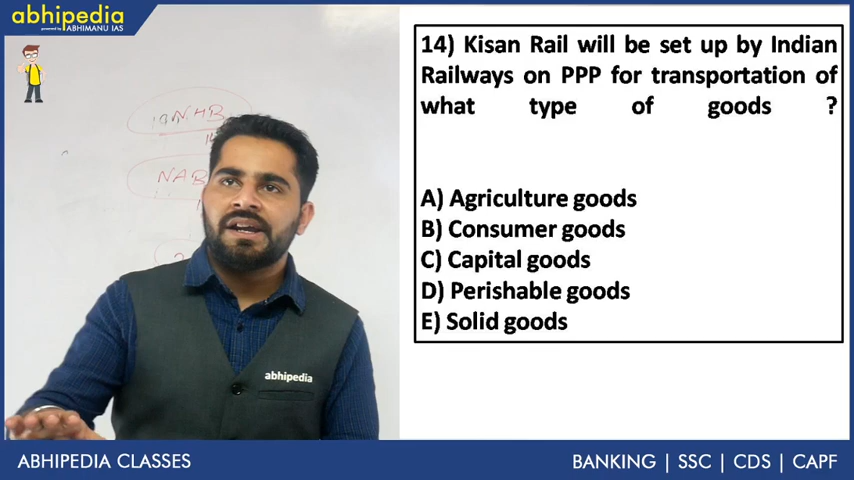 abhipedia
powered by ABHIMANU IAS
NHB
NAB
abhipedia
14) Kisan Rail will be set up by Indian
Railways on PPP for transportation of
what type of goods ?
A) Agriculture goods
B) Consumer goods
C) Capital goods
D) Perishable goods
E) Solid goods
ABHIPEDIA CLASSES
BANKING | SSC | CDS | CAPF